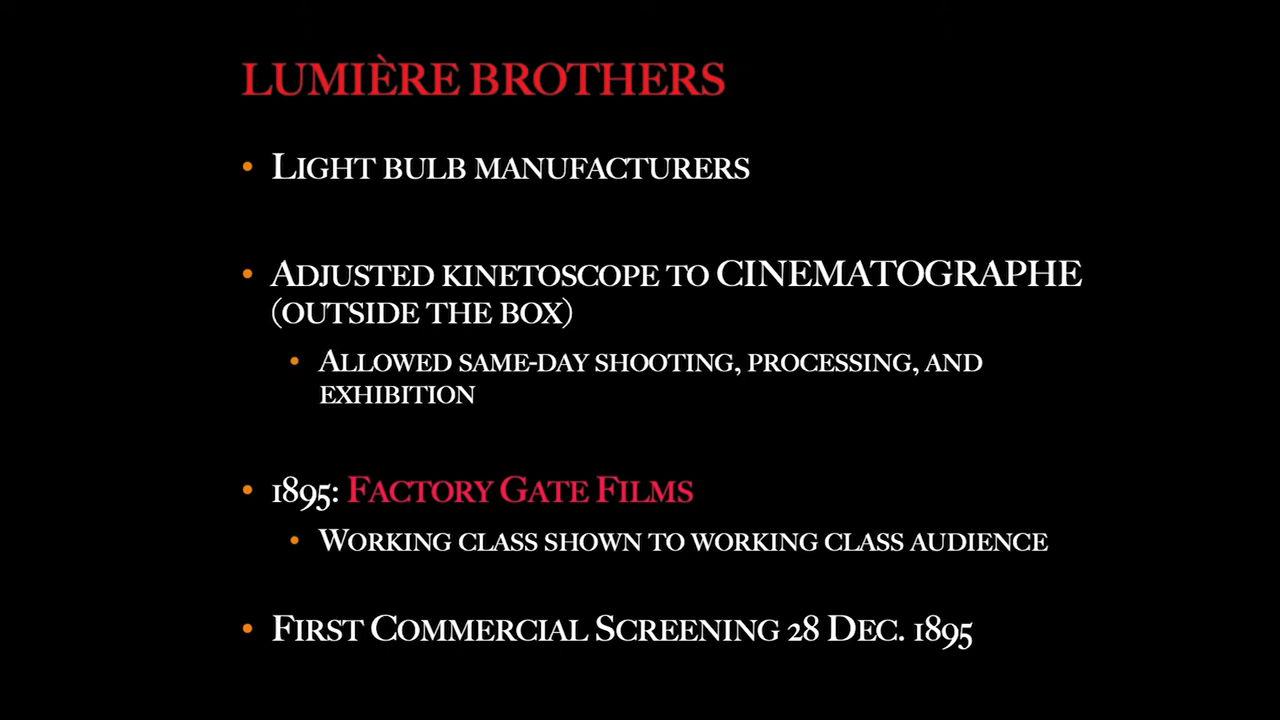 LUMIÈRE BROTHERS
• LIGHT BULB MANUFACTURERS
• ADJUSTED KINETOSCOPE TO CINEMATOGRAPHE
(OUTSIDE THE BOX)
• ALLOWED SAME-DAY SHOOTING, PROCESSING, AND
EXHIBITION
• 1895: FACTORY GATE FILMS
• WORKING CLASS SHOWN TO WORKING CLASS AUDIENCE
• FIRST COMMERCIAL SCREENING 28 DEC. 1895